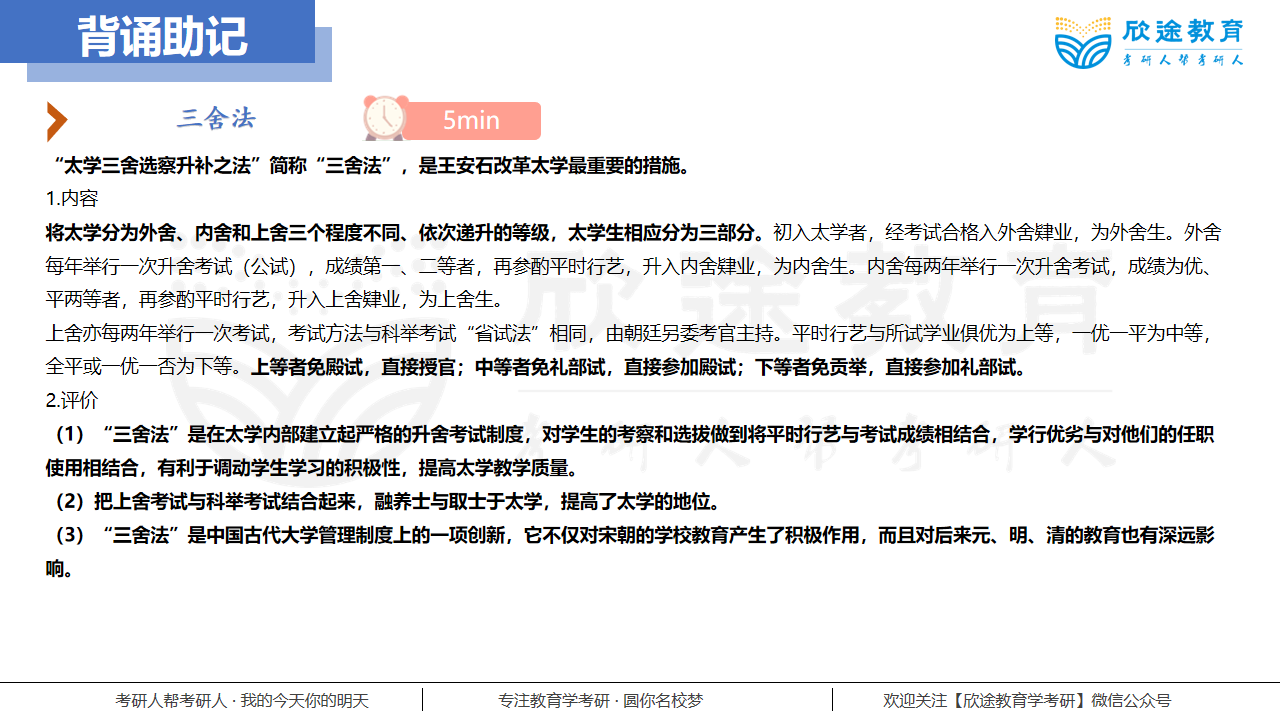 背诵助记
欣途教育
考研人帮考研人
三舍法
5min
“太学三舍选察升补之法”简称“三舍法”，是王安石改革太学最重要的措施。
1.内容
将太学分为外舍、内舍和上舍三个程度不同、依次递升的等级，太学生相应分为三部分。初入太学者，经考试合格入外舍肄业，为外舍生。外舍
每年举行一次升舍考试（公试），成绩第一、二等者，再参酌平时行艺，升入内舍肄业，为内舍生。内舍每两年举行一次升舍考试，成绩为优、
平两等者，再参酌平时行艺，升入上舍肄业，为上舍生。
上舍亦每两年举行一次考试，考试方法与科举考试“省试法”相同，由朝廷另委考官主持。平时行艺与所试学业俱优为上等，一优一平为中等，
全平或一优一否为下等。上等者免殿试，直接授官；中等者免礼部试，直接参加殿试；下等者免贡举，直接参加礼部试。
2.评价
（1）“三舍法”是在太学内部建立起严格的升舍考试制度，对学生的考察和选拔做到将平时行艺与考试成绩相结合，学行优劣与对他们的任职
使用相结合，有利于调动学生学习的积极性，提高太学教学质量。
（2）把上舍考试与科举考试结合起来，融养士与取士于太学，提高了太学的地位。
（3）“三舍法”是中国古代大学管理制度上的一项创新，它不仅对宋朝的学校教育产生了积极作用，而且对后来元、明、清的教育也有深远影
响。
欣途教育
考研人帮考研人
考研人帮考研人 · 我的今天你的明天
专注教育学考研 · 圆你名校梦
欢迎关注【欣途教育学考研】微信公众号